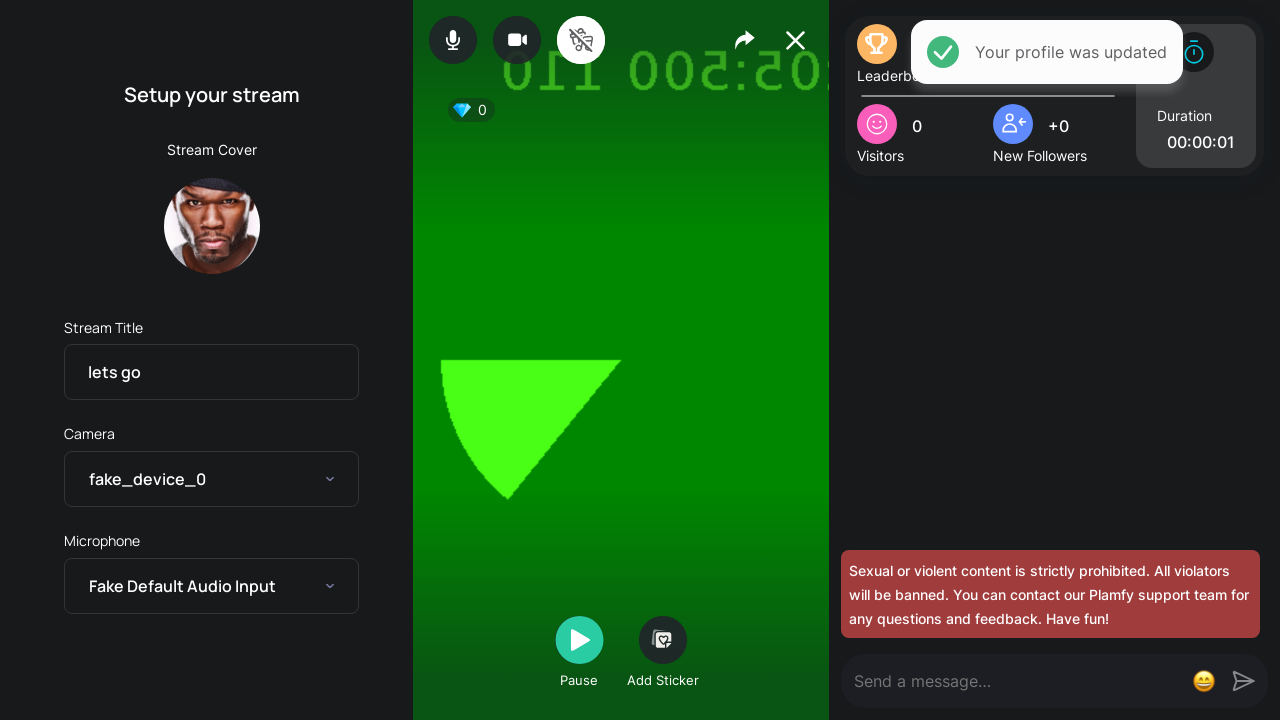 Setup your stream
Stream Cover
Stream Title
lets go
Camera
fake_device_0
Microphone
Fake Default Audio Input
0
Pause
Add Sticker
Your profile was updated
0
Visitors
+0
New Followers
Duration
00:00:01
Sexual or violent content is strictly prohibited. All violators
will be banned. You can contact our Plamfy support team for
any questions and feedback. Have fun!
Send a message...